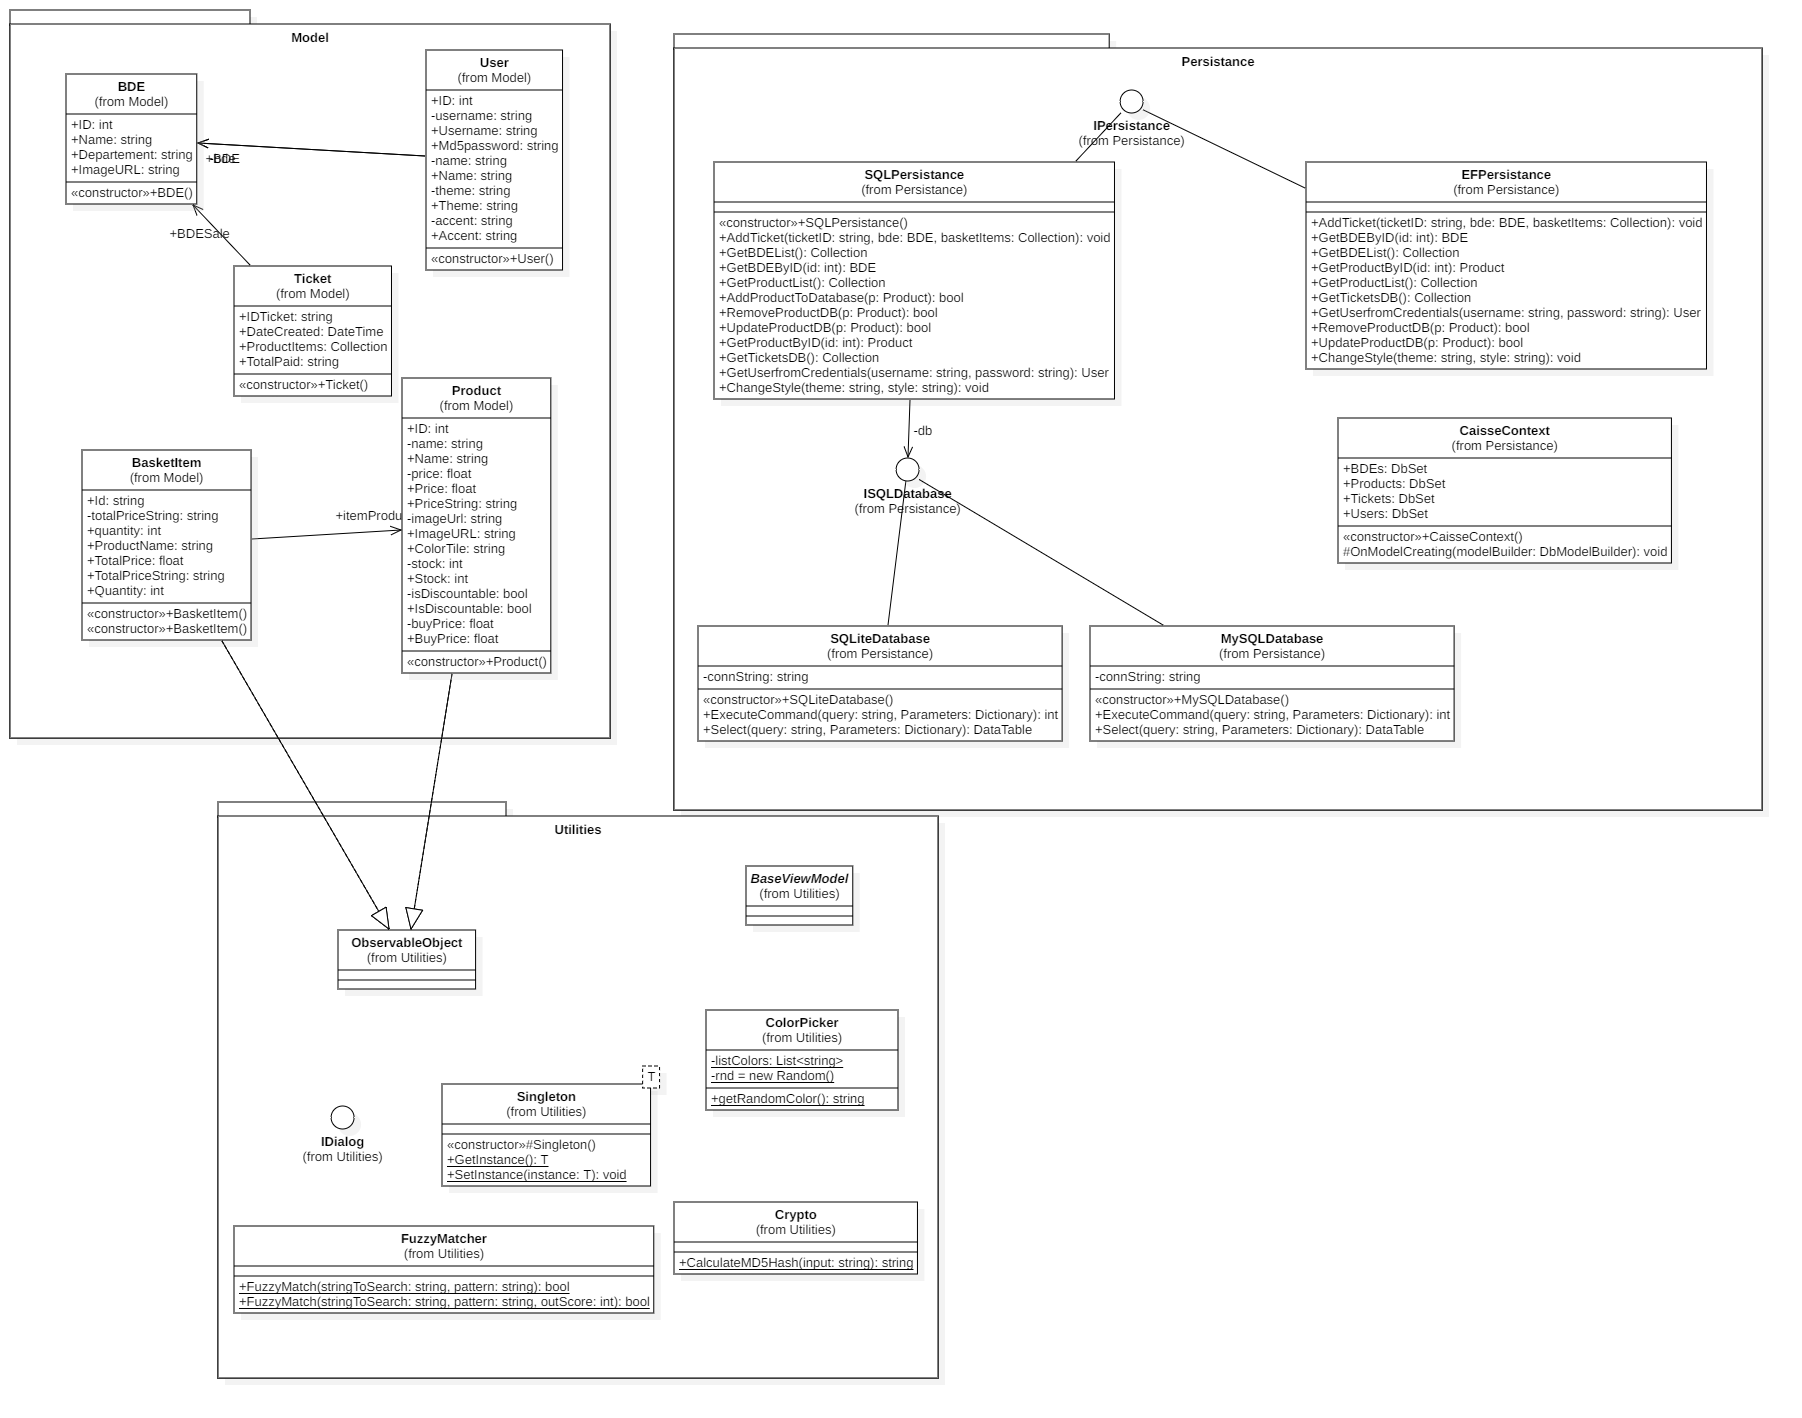 Model
BDE
(from Model)
+ID: int
+Name: string
+Departement: string
+ImageURL: string
«constructor»+BDE()
User
(from Model)
+ID: int
-username: string
+Username: string
+Md5password: string
-name: string
+Name: string
-theme: string
+Theme: string
-accent: string
+Accent: string
«constructor»+User()
+BDE
+BDESale
Ticket
(from Model)
+IDTicket: string
+DateCreated: DateTime
+ProductItems: Collection
+TotalPaid: string
«constructor»+Ticket()
Product
(from Model)
+ID: int
-name: string
+Name: string
-price: float
+Price: float
+PriceString: string
-imageUrl: string
+ImageURL: string
+ColorTile: string
-stock: int
+Stock: int
-isDiscountable: bool
+IsDiscountable: bool
-buyPrice: float
+BuyPrice: float
«constructor»+Product()
BasketItem
(from Model)
+Id: string
-totalPriceString: string
+quantity: int
+ProductName: string
+TotalPrice: float
+TotalPriceString: string
+Quantity: int
«constructor»+BasketItem()
«constructor»+BasketItem()
+itemProdu
Persistance
IPersistance
(from Persistance)
SQLPersistance
(from Persistance)
«constructor»+SQLPersistance()
+AddTicket(ticketID: string, bde: BDE, basketItems: Collection): void
+GetBDEList(): Collection
+GetBDEByID(id: int): BDE
+GetProductList(): Collection
+AddProductToDatabase(p: Product): bool
+RemoveProductDB(p: Product): bool
+UpdateProductDB(p: Product): bool
+GetProductByID(id: int): Product
+GetTicketsDB(): Collection
+GetUserfromCredentials(username: string, password: string): User
+ChangeStyle(theme: string, style: string): void
EFPersistance
(from Persistance)
+AddTicket(ticketID: string, bde: BDE, basketItems: Collection): void
+GetBDEByID(id: int): BDE
+GetBDEList(): Collection
+GetProductByID(id: int): Product
+GetProductList(): Collection
+GetTicketsDB(): Collection
+GetUserfromCredentials(username: string, password: string): User
+RemoveProductDB(p: Product): bool
+UpdateProductDB(p: Product): bool
+ChangeStyle(theme: string, style: string): void
-db
ISQLDatabase
(from Persistance)
CaisseContext
(from Persistance)
+BDEs: DbSet
+Products: DbSet
+Tickets: DbSet
+Users: DbSet
«constructor»+CaisseContext()
#OnModelCreating(modelBuilder: DbModelBuilder): void
SQLiteDatabase
(from Persistance)
-connString: string
«constructor»+SQLiteDatabase()
+ExecuteCommand(query: string, Parameters: Dictionary): int
+Select(query: string, Parameters: Dictionary): DataTable
MySQLDatabase
(from Persistance)
-connString: string
«constructor»+MySQLDatabase()
+ExecuteCommand(query: string, Parameters: Dictionary): int
+Select(query: string, Parameters: Dictionary): DataTable
Utilities
BaseViewModel
(from Utilities)
ObservableObject
(from Utilities)
ColorPicker
(from Utilities)
-listColors: List<string>
-rnd = new Random()
+getRandomColor(): string
T
Singleton
(from Utilities)
«constructor»#Singleton()
+GetInstance(): T
+SetInstance(instance: T): void
IDialog
(from Utilities)
Crypto
(from Utilities)
+CalculateMD5Hash(input: string): string
FuzzyMatcher
(from Utilities)
+FuzzyMatch(stringToSearch: string, pattern: string): bool
+FuzzyMatch(stringToSearch: string, pattern: string, outScore: int): bool